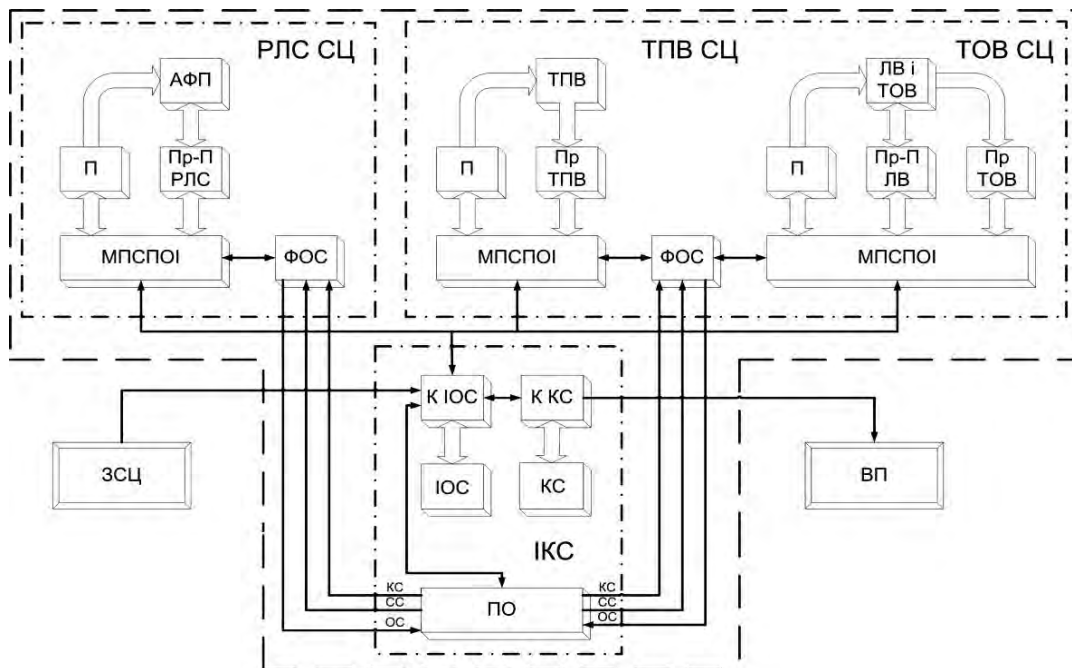 РЛС СЦ
ТПВ СЦ
ТОВ СЦ
АФП
ТПВ
ЛВ і
ТОВ
П
Пр-П
РЛС
П
Пр
ТПВ
П
Пр-П
ЛВ
Пр
ТОВ
МПСПОІ
ФОС
МПСПОІ
ФОС
МПСПОІ
К ІОС
К КС
ЗСЦ
ІОС
КС
ВП
ІКС
КС
СС
ОС
ПО
КС
СС
ОС